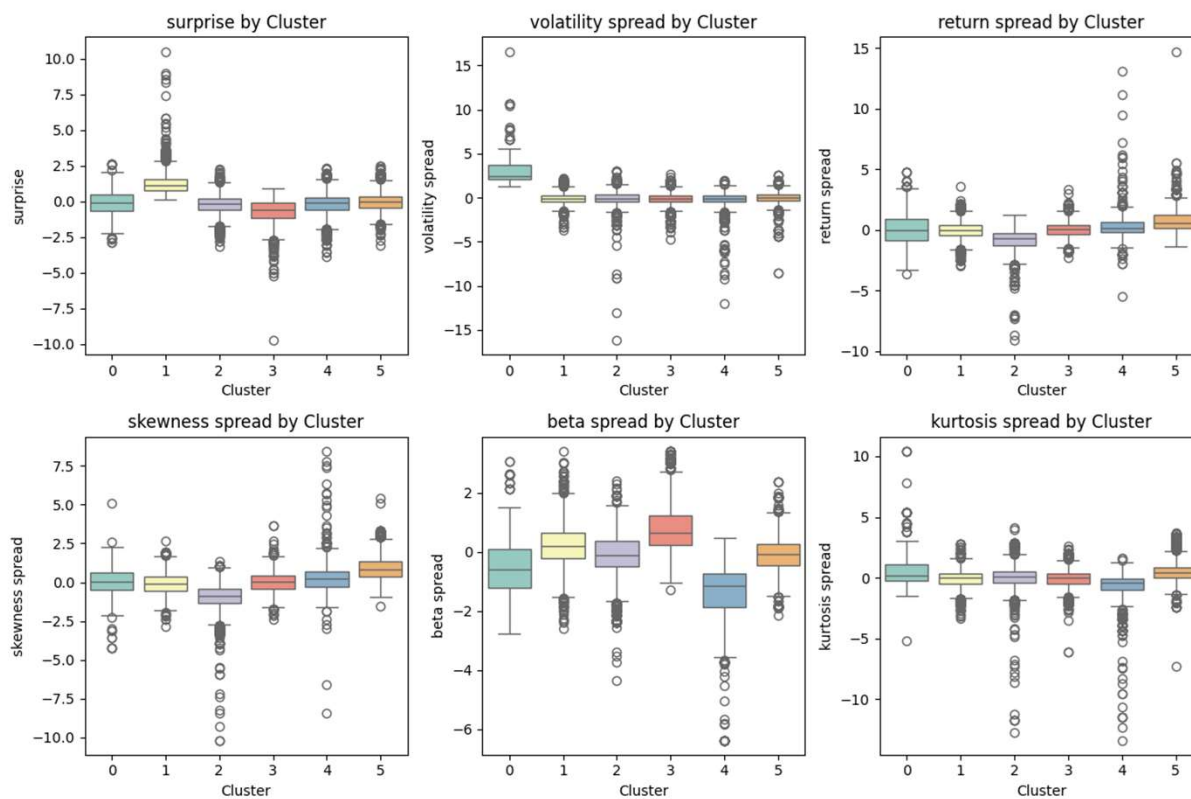 surprise by Cluster
surprise
10.0
7.5
5.0
2.5
0.0
−2.5
−5.0
−7.5
−10.0
0 1 2 3 4 5
Cluster
volatility spread by Cluster
volatility spread
15
10
5
0
−5
−10
−15
0 1 2 3 4 5
Cluster
return spread by Cluster
return spread
15
10
5
0
−5
−10
0 1 2 3 4 5
Cluster
skewness spread by Cluster
skewness spread
7.5
5.0
2.5
0.0
−2.5
−5.0
−7.5
−10.0
0 1 2 3 4 5
Cluster
beta spread by Cluster
beta spread
2
0
−2
−4
−6
0 1 2 3 4 5
Cluster
kurtosis spread by Cluster
kurtosis spread
10
5
0
−5
−10
0 1 2 3 4 5
Cluster